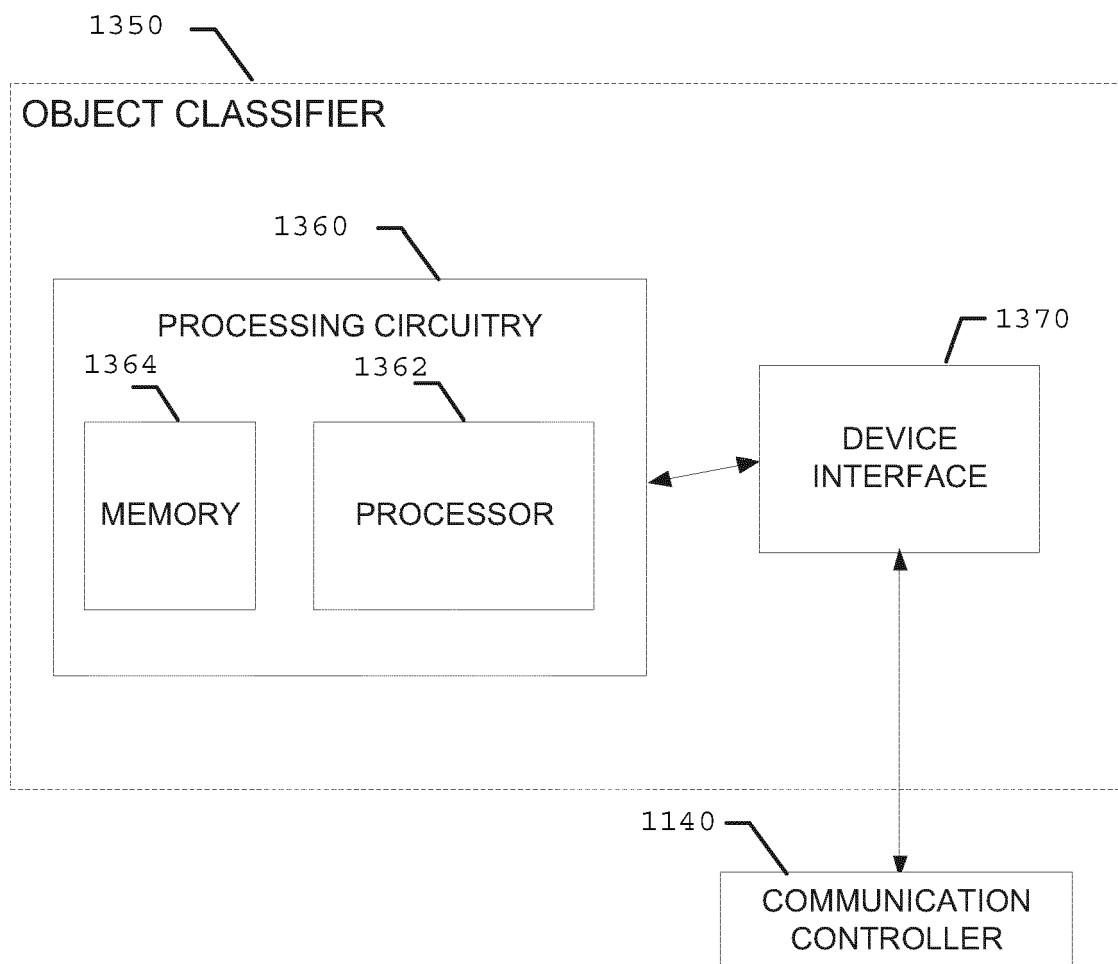 1350
OBJECT CLASSIFIER
1360
PROCESSING CIRCUITRY
1370
1364
1362
DEVICE
INTERFACE
MEMORY
PROCESSOR
1140
COMMUNICATION
CONTROLLER